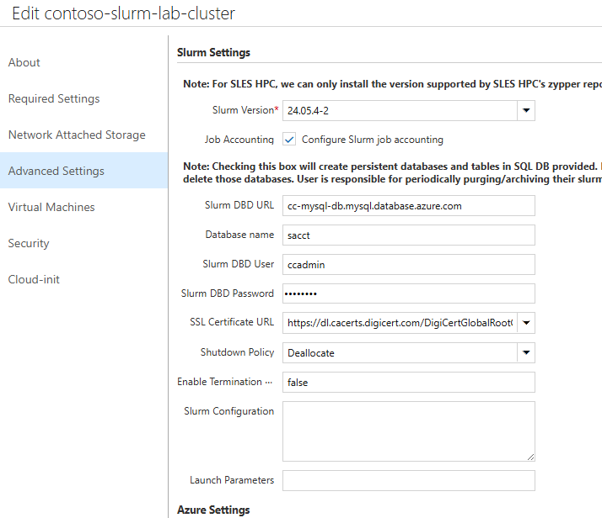 Edit contoso-slurm-lab-cluster
About
Required Settings
Network Attached Storage
Advanced Settings
Virtual Machines
Security
Cloud-init
Slurm Settings
Note: For SLES HPC, we can only install the version supported by SLES HPC's zypper repo
Slurm Version* 24.05.4-2
Job Accounting Configure Slurm job accounting
Note: Checking this box will create persistent databases and tables in SQL DB provided.
delete those databases. User is responsible for periodically purging/archiving their slurm
Slurm DBD URL cc-mysql-db.mysql.database.azure.com
Database name sacct
Slurm DBD User ccadmin
Slurm DBD Password ••••••••
SSL Certificate URL https://dl.cacerts.digicert.com/DigiCertGlobalRoot
Shutdown Policy Deallocate
Enable Termination ··· false
Slurm Configuration
Launch Parameters
Azure Settings